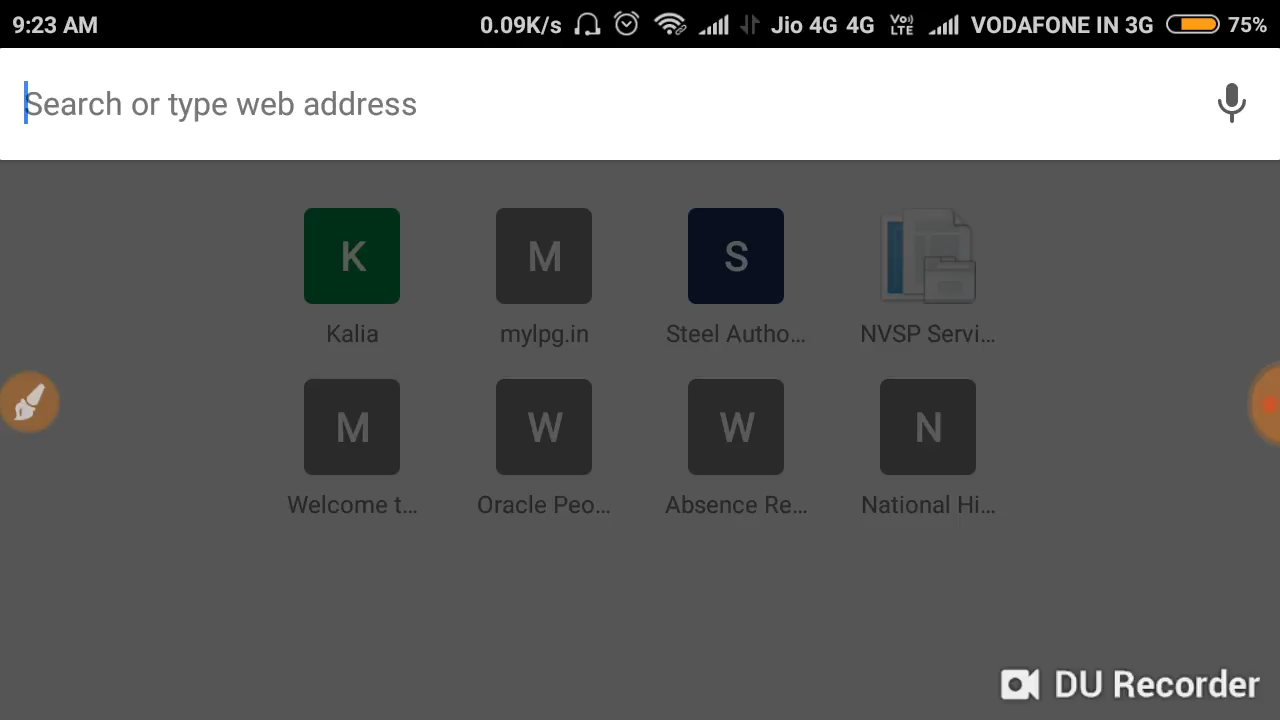 9:23 AM 0.09K/s Jio 4G 4G Vo)) LTE VODAFONE IN 3G 75%
Search or type web address
K M S
Kalia mylpg.in Steel Autho... NVSP Servi...
M W W N
Welcome t... Oracle Peo... Absence Re... National Hi...
DU Recorder